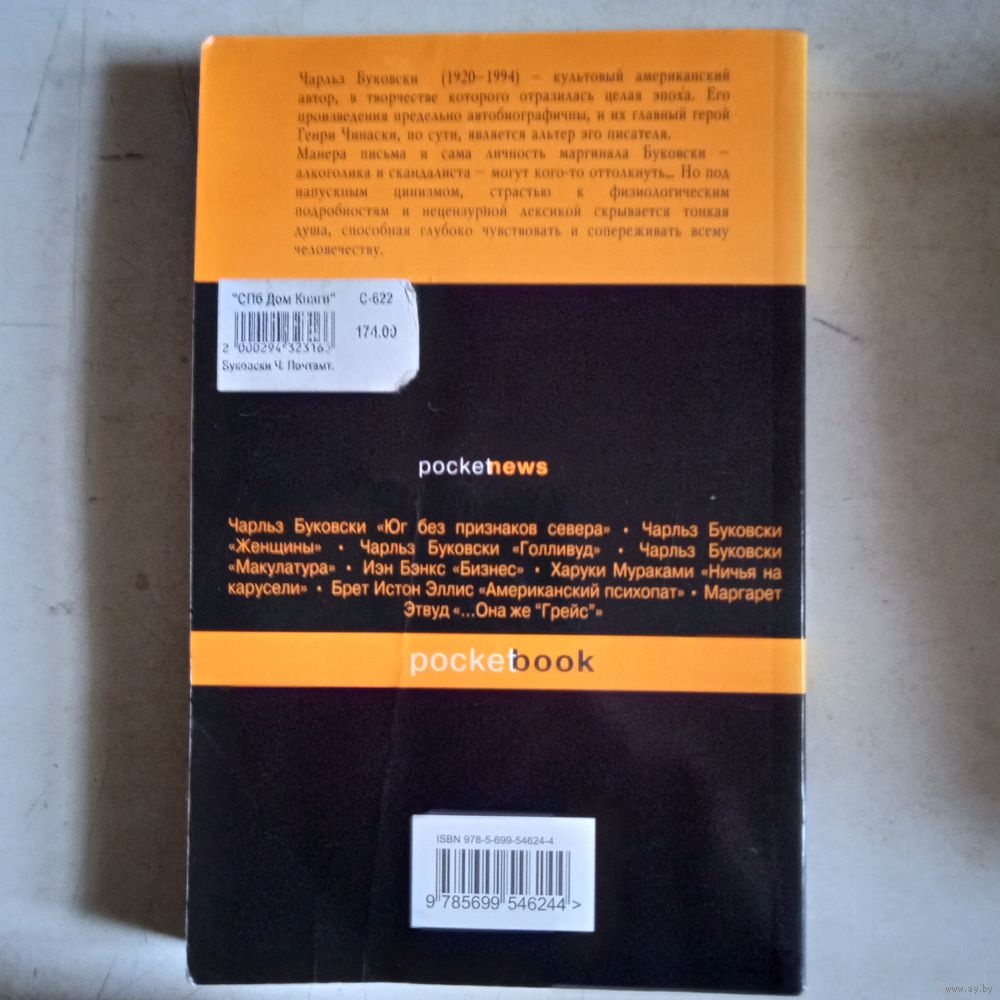 Чарльз Буковски (1920–1994) – культовый американский
автор, в творчестве которого отразилась целая эпоха. Его
произведения предельно автобиографичны, и их главный герой
Генри Чинаски, по сути, является альтер эго писателя.
Манера письма и сама личность маргинала Буковски –
алкоголика и скандалиста – могут кого-то оттолкнуть... Но под
напускным цинизмом, страстью к физиологическим
подробностям и нецензурной лексикой скрывается тонкая
душа, способная глубоко чувствовать и сопереживать всему
человечеству.
"СПб Дом Книги" С-622
174.00
2 000294 323163
Буковски Ч. Почтамт.
pocketnews
Чарльз Буковски «Юг без признаков севера» • Чарльз Буковски
«Женщины» • Чарльз Буковски «Голливуд» • Чарльз Буковски
«Макулатура» • Иэн Бэнкс «Бизнес» • Харуки Мураками «Ничья на
карусели» • Брет Истон Эллис «Американский психопат» • Маргарет
Этвуд «...Она же "Грейс"»
pocketbook
ISBN 978-5-699-54624-4
9 785699 546244 >
www.ay.by